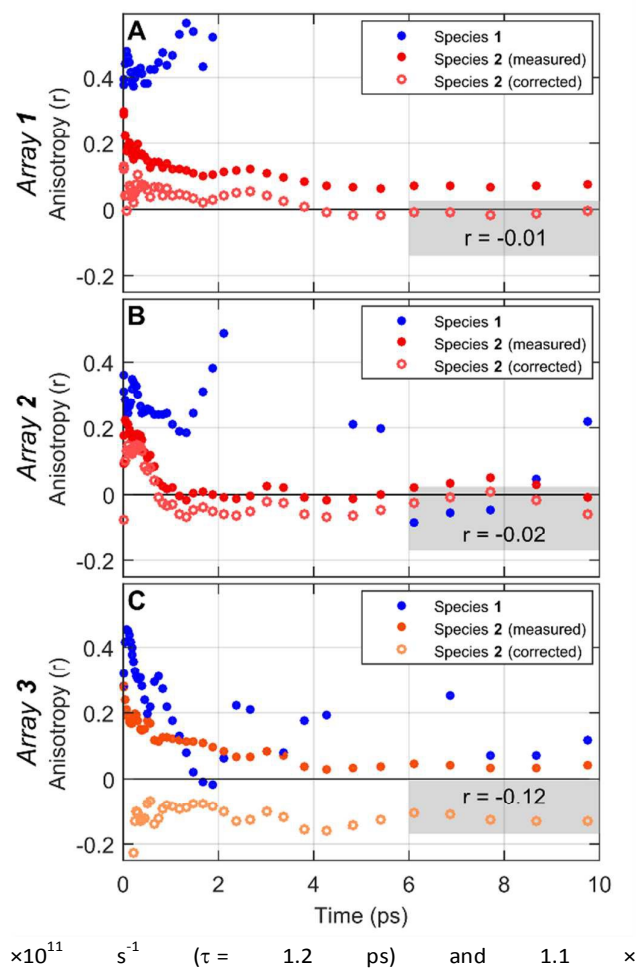 A
Species 1
Species 2 (measured)
Species 2 (corrected)
Array 1
Anisotropy (r)
0.4
0.2
0
-0.2
r = -0.01
B
Species 1
Species 2 (measured)
Species 2 (corrected)
Array 2
Anisotropy (r)
0.4
0.2
0
-0.2
r = -0.02
C
Species 1
Species 2 (measured)
Species 2 (corrected)
Array 3
Anisotropy (r)
0.4
0.2
0
-0.2
r = -0.12
0 2 4 6 8 10
Time (ps)
×10¹¹ s⁻¹ (τ = 1.2 ps) and 1.1 ×